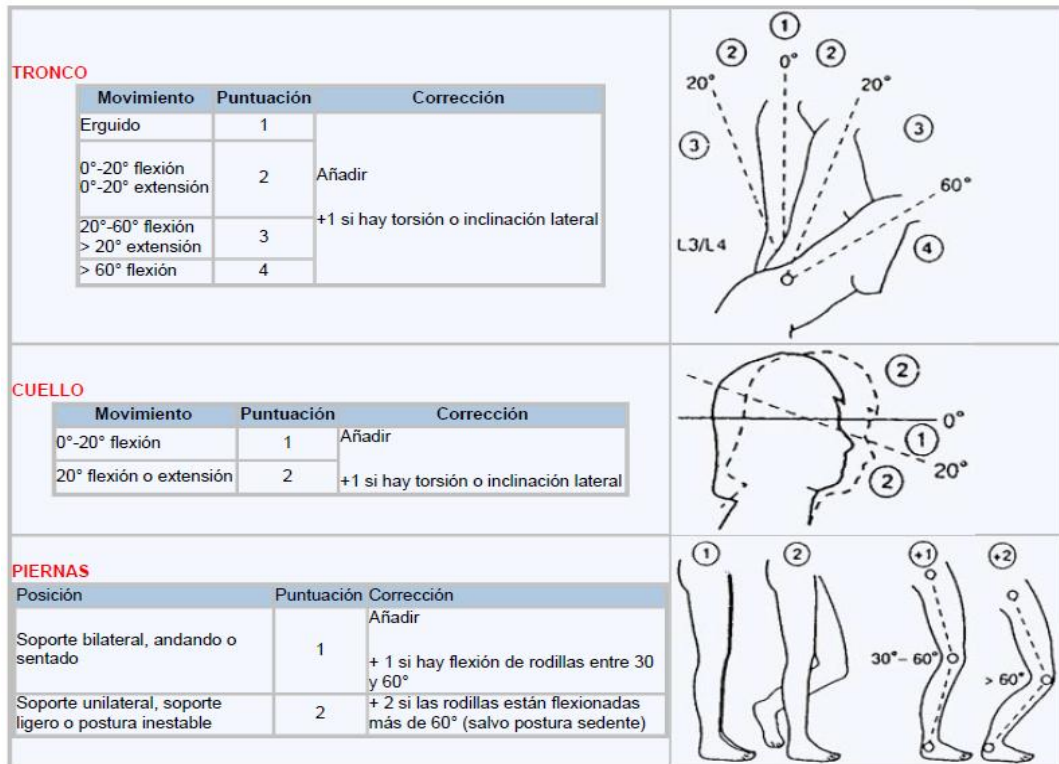 TRONCO
Movimiento Puntuación Corrección
Erguido 1
0°-20° flexión
0°-20° extensión 2
20°-60° flexión
> 20° extensión 3
> 60° flexión 4
Añadir
+1 si hay torsión o inclinación lateral
1
2 0° 2
20° 20°
3 3
60°
L3/L4
4
CUELLO
Movimiento Puntuación Corrección
0°-20° flexión 1
20° flexión o extensión 2
Añadir
+1 si hay torsión o inclinación lateral
2
0°
1
20°
2
PIERNAS
Posición Puntuación Corrección
Soporte bilateral, andando o
sentado 1
Añadir
+ 1 si hay flexión de rodillas entre 30
y 60°
Soporte unilateral, soporte
ligero o postura inestable 2
+ 2 si las rodillas están flexionadas
más de 60° (salvo postura sedente)
1 2 +1 +2
30°– 60°
> 60°